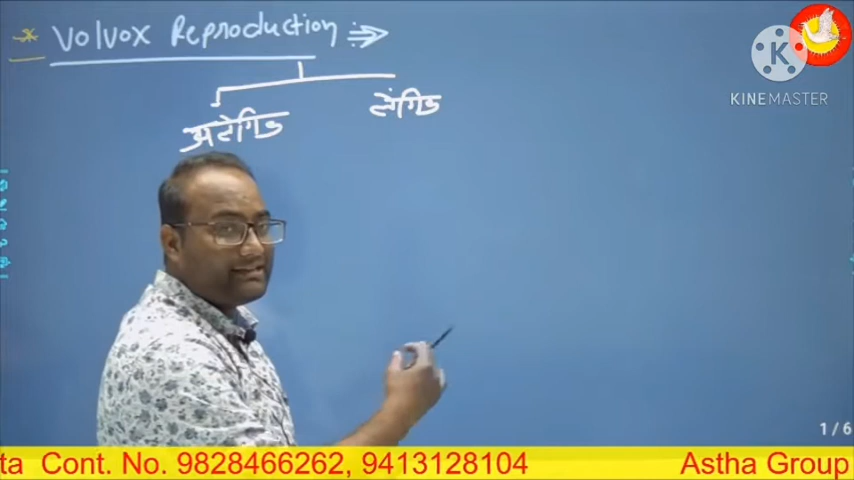 * Volvox Reproduction :⇒
अलैंगिक
लैंगिक
KINEMASTER
1/6
ta Cont. No. 9828466262, 9413128104
Astha Group